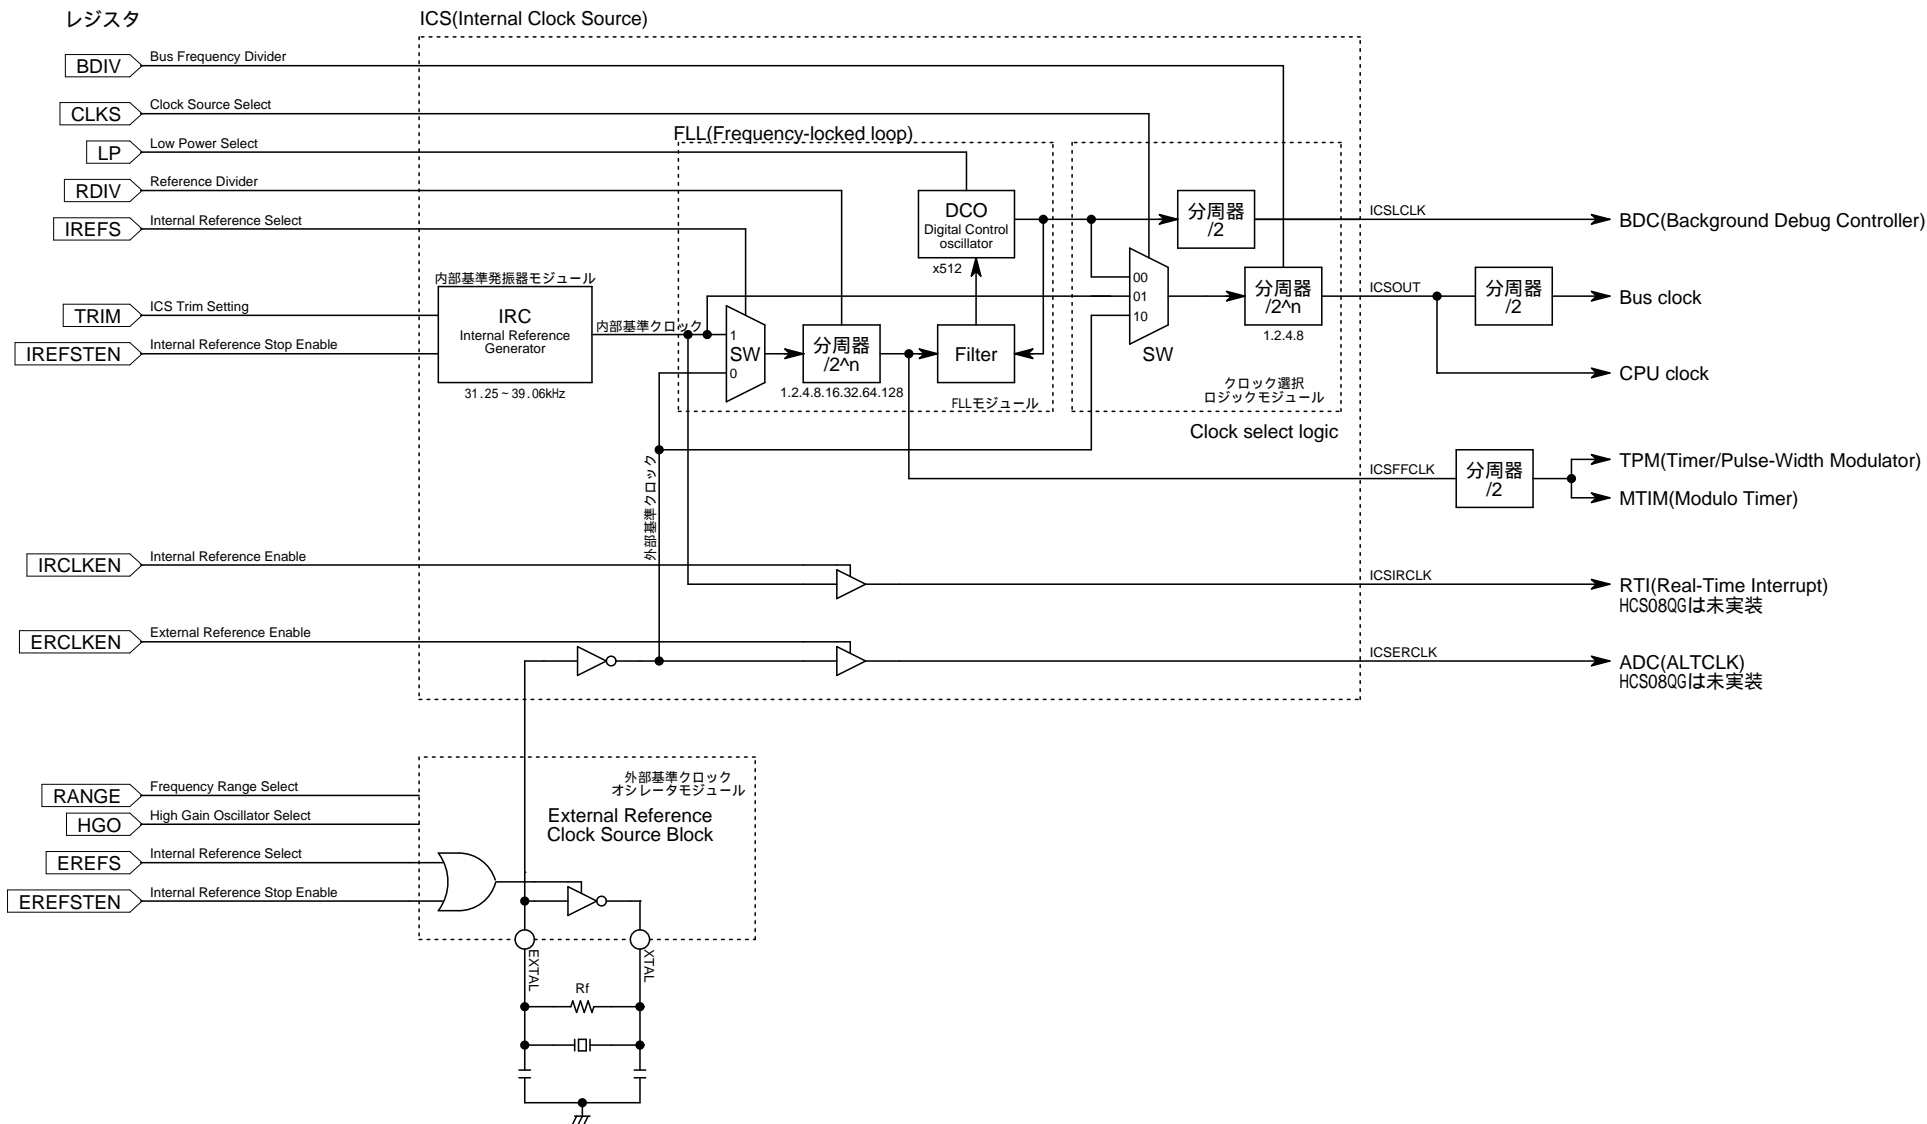 レジスタ
ICS(Internal Clock Source)
BDIV
Bus Frequency Divider
CLKS
Clock Source Select
LP
Low Power Select
RDIV
Reference Divider
IREFS
Internal Reference Select
FLL(Frequency-locked loop)
DCO
Digital Control
oscillator
x512
分周器
/2
ICSLCLK
BDC(Background Debug Controller)
内部基準発振器モジュール
TRIM
ICS Trim Setting
IREFSTEN
Internal Reference Stop Enable
IRC
Internal Reference
Generator
31.25~39.06kHz
内部基準クロック
1
SW
0
分周器
/2^n
1.2.4.8.16.32.64.128
Filter
FLLモジュール
00
01
10
SW
分周器
/2^n
1.2.4.8
ICSOUT
分周器
/2
Bus clock
CPU clock
クロック選択
ロジックモジュール
Clock select logic
外部基準クロック
ICSFFCLK
分周器
/2
TPM(Timer/Pulse-Width Modulator)
MTIM(Modulo Timer)
IRCLKEN
Internal Reference Enable
ICSIRCLK
RTI(Real-Time Interrupt)
HCS08QGは未実装
ERCLKEN
External Reference Enable
ICSERCLK
ADC(ALTCLK)
HCS08QGは未実装
RANGE
Frequency Range Select
HGO
High Gain Oscillator Select
EREFS
Internal Reference Select
EREFSTEN
Internal Reference Stop Enable
外部基準クロック
オシレータモジュール
External Reference
Clock Source Block
EXTAL
XTAL
Rf